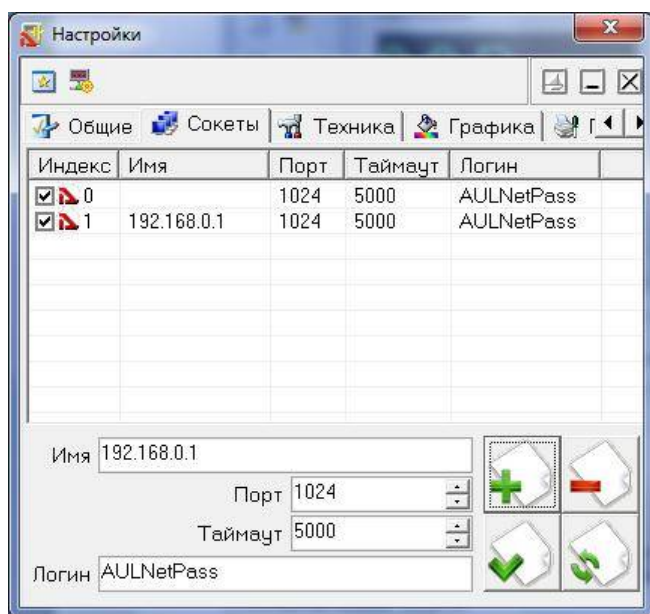 Настройки
Общие Сокеты Техника Графика
Индекс Имя Порт Таймаут Логин
0 1024 5000 AULNetPass
1 192.168.0.1 1024 5000 AULNetPass
Имя 192.168.0.1
Порт 1024
Таймаут 5000
Логин AULNetPass